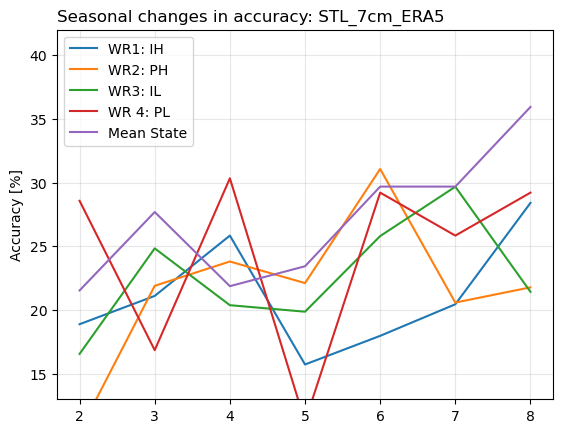 Seasonal changes in accuracy: STL_7cm_ERA5
WR1: IH
WR2: PH
WR3: IL
WR 4: PL
Mean State
Accuracy [%]
40
35
30
25
20
15
2 3 4 5 6 7 8